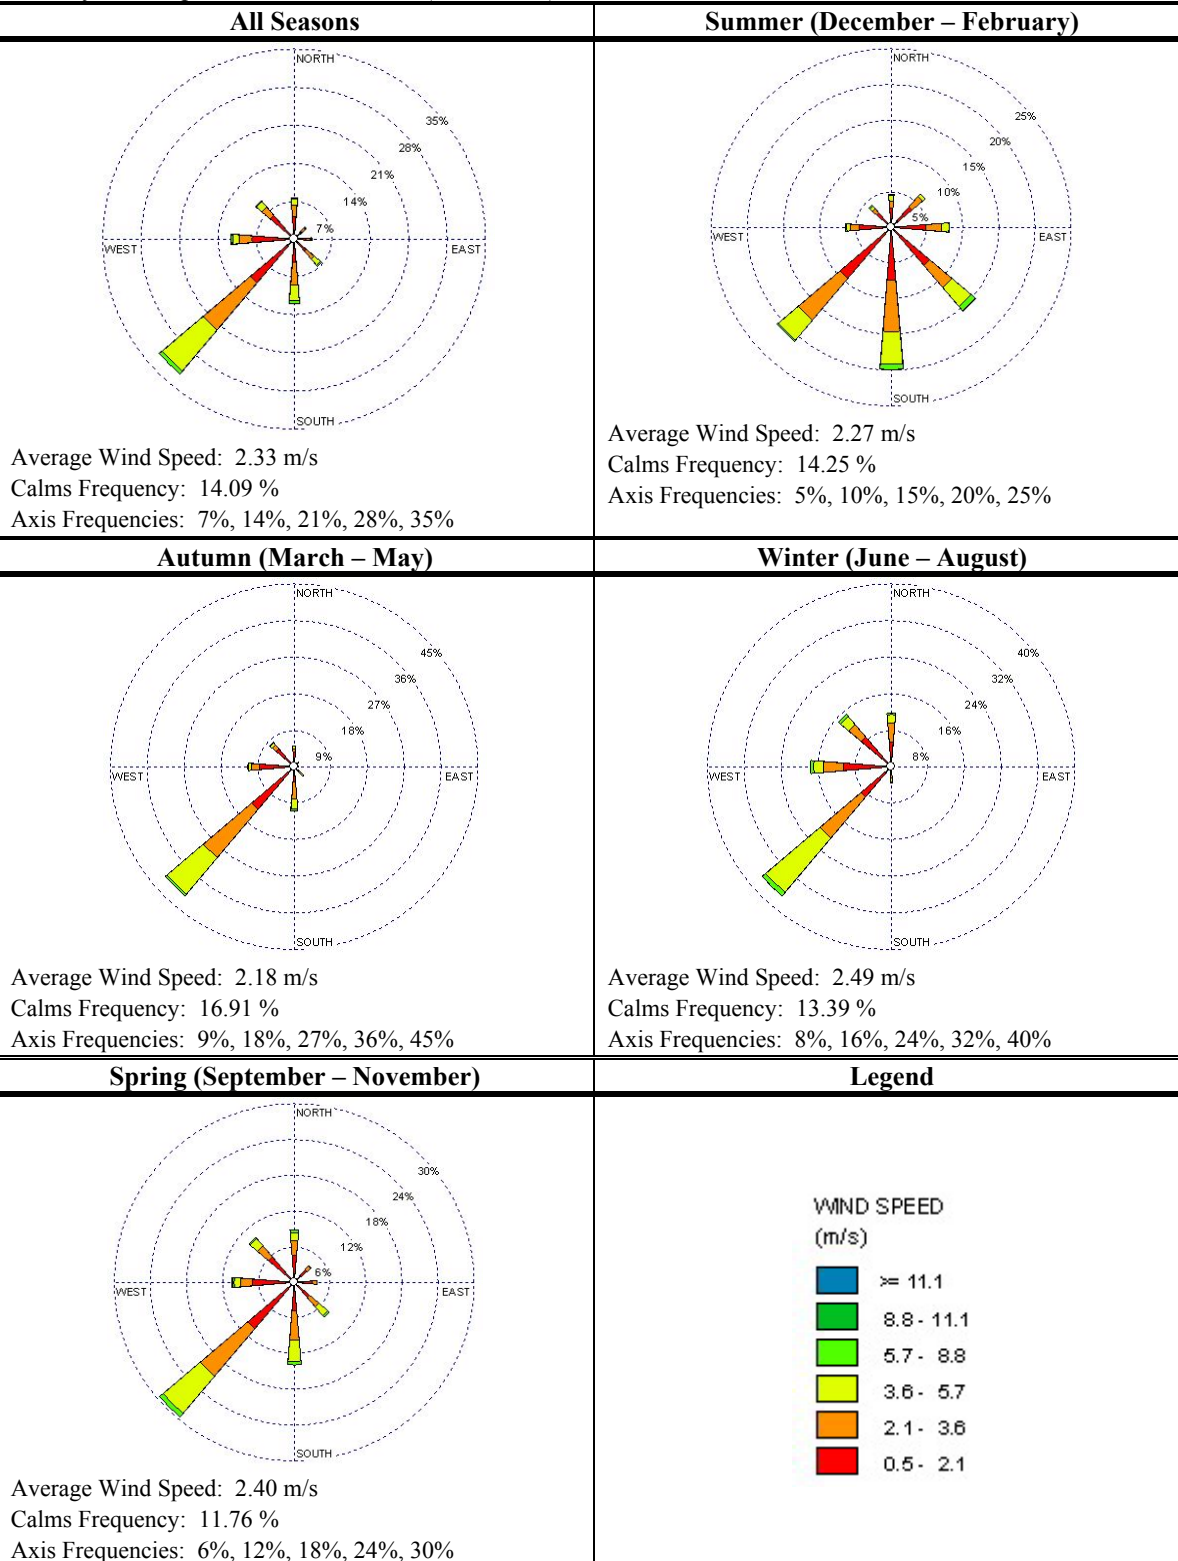 All Seasons
Summer (December – February)
NORTH
35%
28%
21%
14%
7%
WEST
EAST
SOUTH
NORTH
25%
20%
15%
10%
5%
WEST
EAST
SOUTH
Average Wind Speed: 2.33 m/s
Calms Frequency: 14.09 %
Axis Frequencies: 7%, 14%, 21%, 28%, 35%
Average Wind Speed: 2.27 m/s
Calms Frequency: 14.25 %
Axis Frequencies: 5%, 10%, 15%, 20%, 25%
Autumn (March – May)
Winter (June – August)
NORTH
45%
36%
27%
18%
9%
WEST
EAST
SOUTH
NORTH
40%
32%
24%
16%
8%
WEST
EAST
SOUTH
Average Wind Speed: 2.18 m/s
Calms Frequency: 16.91 %
Axis Frequencies: 9%, 18%, 27%, 36%, 45%
Average Wind Speed: 2.49 m/s
Calms Frequency: 13.39 %
Axis Frequencies: 8%, 16%, 24%, 32%, 40%
Spring (September – November)
Legend
NORTH
30%
24%
18%
12%
6%
WEST
EAST
SOUTH
WIND SPEED
(m/s)
>= 11.1
8.8 - 11.1
5.7 - 8.8
3.6 - 5.7
2.1 - 3.6
0.5 - 2.1
Average Wind Speed: 2.40 m/s
Calms Frequency: 11.76 %
Axis Frequencies: 6%, 12%, 18%, 24%, 30%